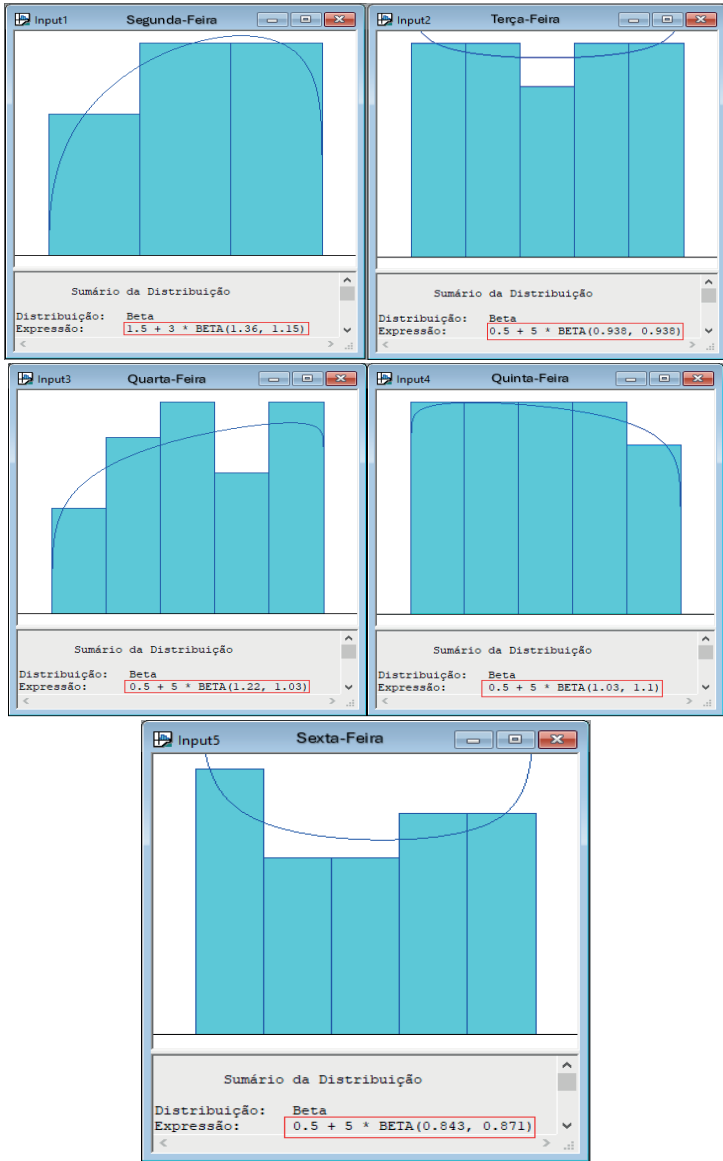 Input1 Segunda-Feira
Sumário da Distribuição
Distribuição: Beta
Expressão: 1.5 + 3 * BETA(1.36, 1.15)
Input2 Terça-Feira
Sumário da Distribuição
Distribuição: Beta
Expressão: 0.5 + 5 * BETA(0.938, 0.938)
Input3 Quarta-Feira
Sumário da Distribuição
Distribuição: Beta
Expressão: 0.5 + 5 * BETA(1.22, 1.03)
Input4 Quinta-Feira
Sumário da Distribuição
Distribuição: Beta
Expressão: 0.5 + 5 * BETA(1.03, 1.1)
Input5 Sexta-Feira
Sumário da Distribuição
Distribuição: Beta
Expressão: 0.5 + 5 * BETA(0.843, 0.871)